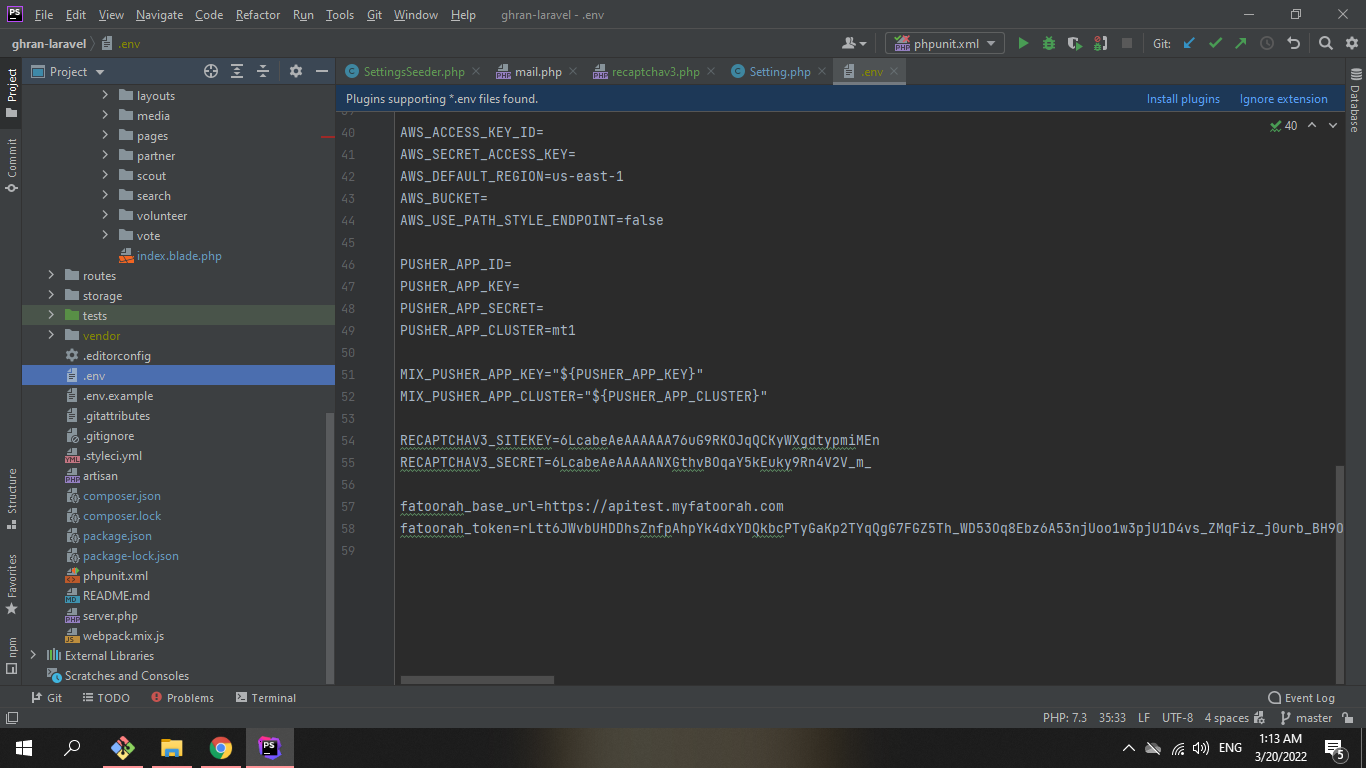 File Edit View Navigate Code Refactor Run Tools Git Window Help ghran-laravel - .env
ghran-laravel .env phpunit.xml Git:
Project SettingsSeeder.php mail.php recaptchav3.php Setting.php .env
Plugins supporting *.env files found. Install plugins Ignore extension
Project
Commit
Structure
Favorites
npm
layouts
media
pages
partner
scout
search
volunteer
vote
index.blade.php
routes
storage
tests
vendor
.editorconfig
.env
.env.example
.gitattributes
.gitignore
.styleci.yml
artisan
composer.json
composer.lock
package.json
package-lock.json
phpunit.xml
README.md
server.php
webpack.mix.js
External Libraries
Scratches and Consoles
40 AWS_ACCESS_KEY_ID=
41 AWS_SECRET_ACCESS_KEY=
42 AWS_DEFAULT_REGION=us-east-1
43 AWS_BUCKET=
44 AWS_USE_PATH_STYLE_ENDPOINT=false
45
46 PUSHER_APP_ID=
47 PUSHER_APP_KEY=
48 PUSHER_APP_SECRET=
49 PUSHER_APP_CLUSTER=mt1
50
51 MIX_PUSHER_APP_KEY="${PUSHER_APP_KEY}"
52 MIX_PUSHER_APP_CLUSTER="${PUSHER_APP_CLUSTER}"
53
54 RECAPTCHAV3_SITEKEY=6LcabeAeAAAAAA76uG9RKOJqQCKyWXgdtypmiMEn
55 RECAPTCHAV3_SECRET=6LcabeAeAAAAANXGthvBOqaY5kEuky9Rn4V2V_m_
56
57 fatoorah_base_url=https://apitest.myfatoorah.com
58 fatoorah_token=rLtt6JWvbUHDDhsZnfpAhpYk4dxYDQkbcPTyGaKp2TYqQgG7FGZ5Th_WD53Oq8Ebz6A53njUoo1w3pjU1D4vs_ZMqFiz_j0urb_BH9O
59
40
Database
Git TODO Problems Terminal Event Log
PHP: 7.3 35:33 LF UTF-8 4 spaces master
ENG 1:13 AM
3/20/2022
5